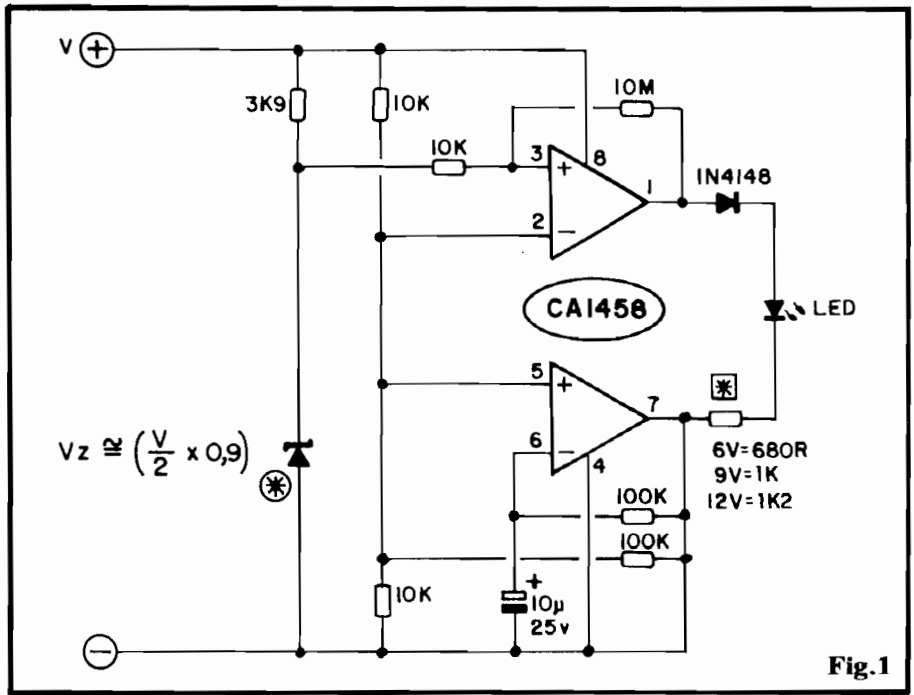 V +
3K9
10K
10M
10K
3
+
8
1N4148
1
2
−
CA1458
LED
5
+
7
*
6
−
4
6V=680R
9V=1K
12V=1K2
Vz ≅ (V/2 x 0,9)
*
100K
100K
10K
+
10µ
25v
−
Fig.1